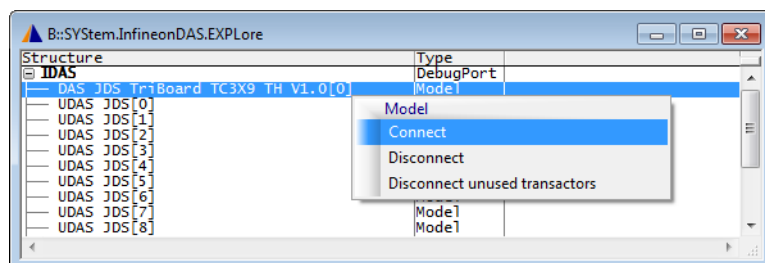 B::SYStem.InfineonDAS.EXPLore
Structure Type
IDAS DebugPort
DAS JDS TriBoard TC3X9 TH V1.0[0] Model
UDAS JDS[0]
UDAS JDS[1]
UDAS JDS[2]
UDAS JDS[3]
UDAS JDS[4]
UDAS JDS[5]
UDAS JDS[6]
UDAS JDS[7] Model
UDAS JDS[8] Model
Model
Connect
Disconnect
Disconnect unused transactors